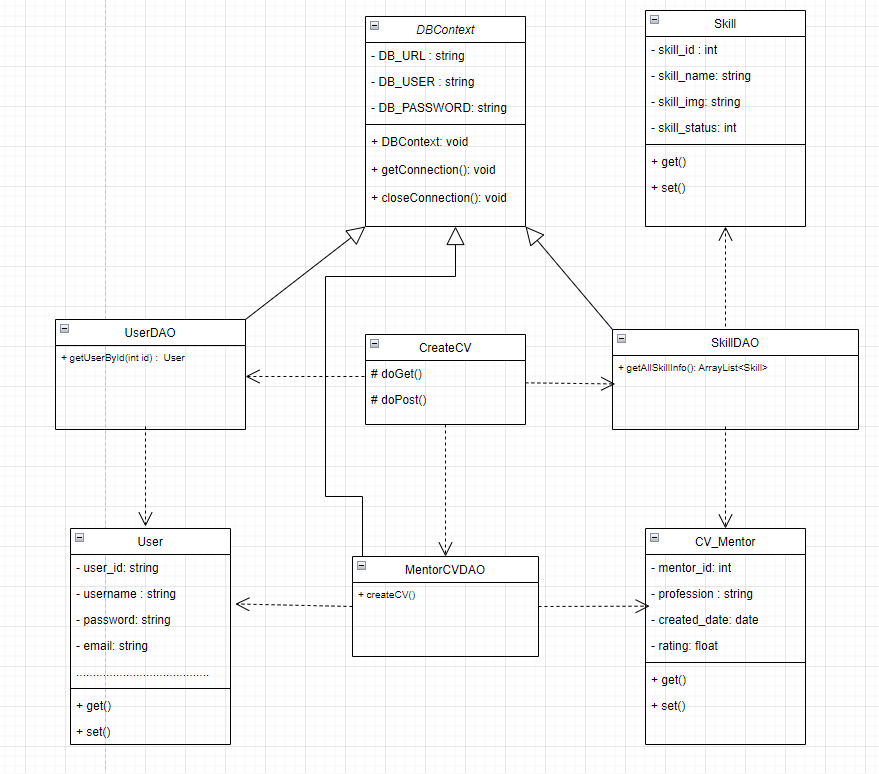 DBContext
- DB_URL : string
- DB_USER : string
- DB_PASSWORD: string
+ DBContext: void
+ getConnection(): void
+ closeConnection(): void
Skill
- skill_id : int
- skill_name: string
- skill_img: string
- skill_status: int
+ get()
+ set()
UserDAO
+ getUserById(int id) : User
CreateCV
# doGet()
# doPost()
SkillDAO
+ getAllSkillInfo(): ArrayList<Skill>
User
- user_id: string
- username : string
- password: string
- email: string
........................................
+ get()
+ set()
MentorCVDAO
+ createCV()
CV_Mentor
- mentor_id: int
- profession : string
- created_date: date
- rating: float
+ get()
+ set()